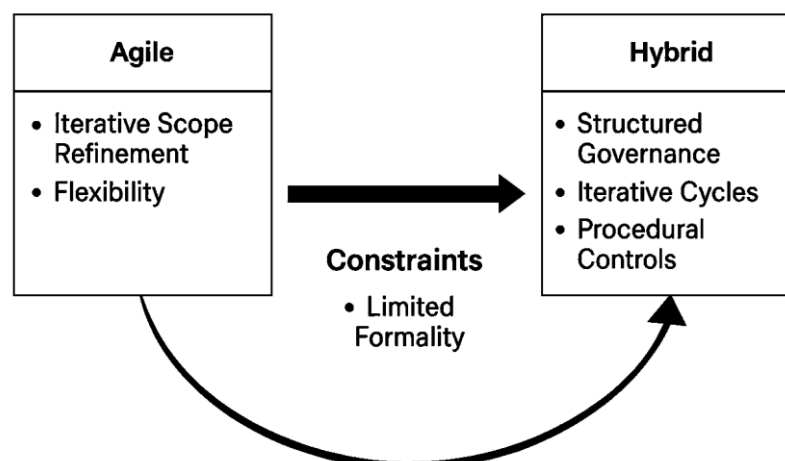 Agile
• Iterative Scope
Refinement
• Flexibility
Constraints
• Limited
Formality
Hybrid
• Structured
Governance
• Iterative Cycles
• Procedural
Controls